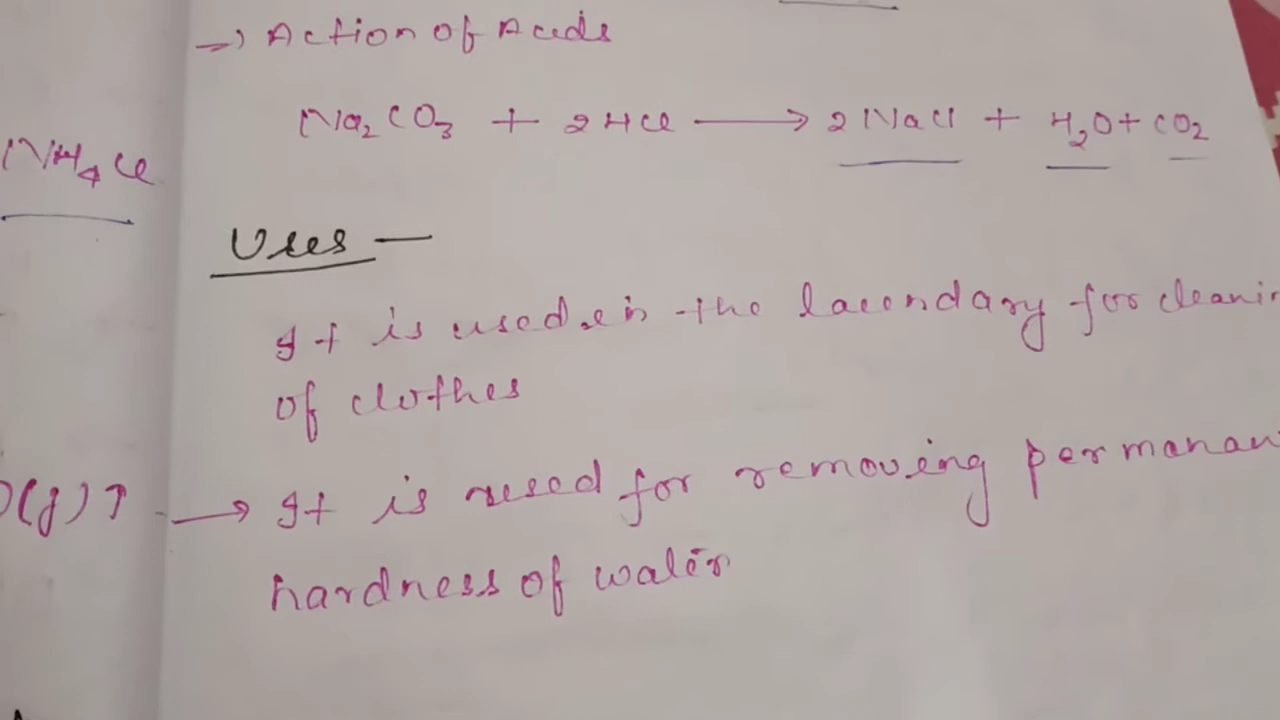 → Action of Acids
Na₂CO₃ + 2HCl ⟶ 2NaCl + H₂O + CO₂
NH₄Cl
Uses —
It is used in the laundary for cleanin
of clothes
)(g)↑ → It is used for removing permanan
hardness of water